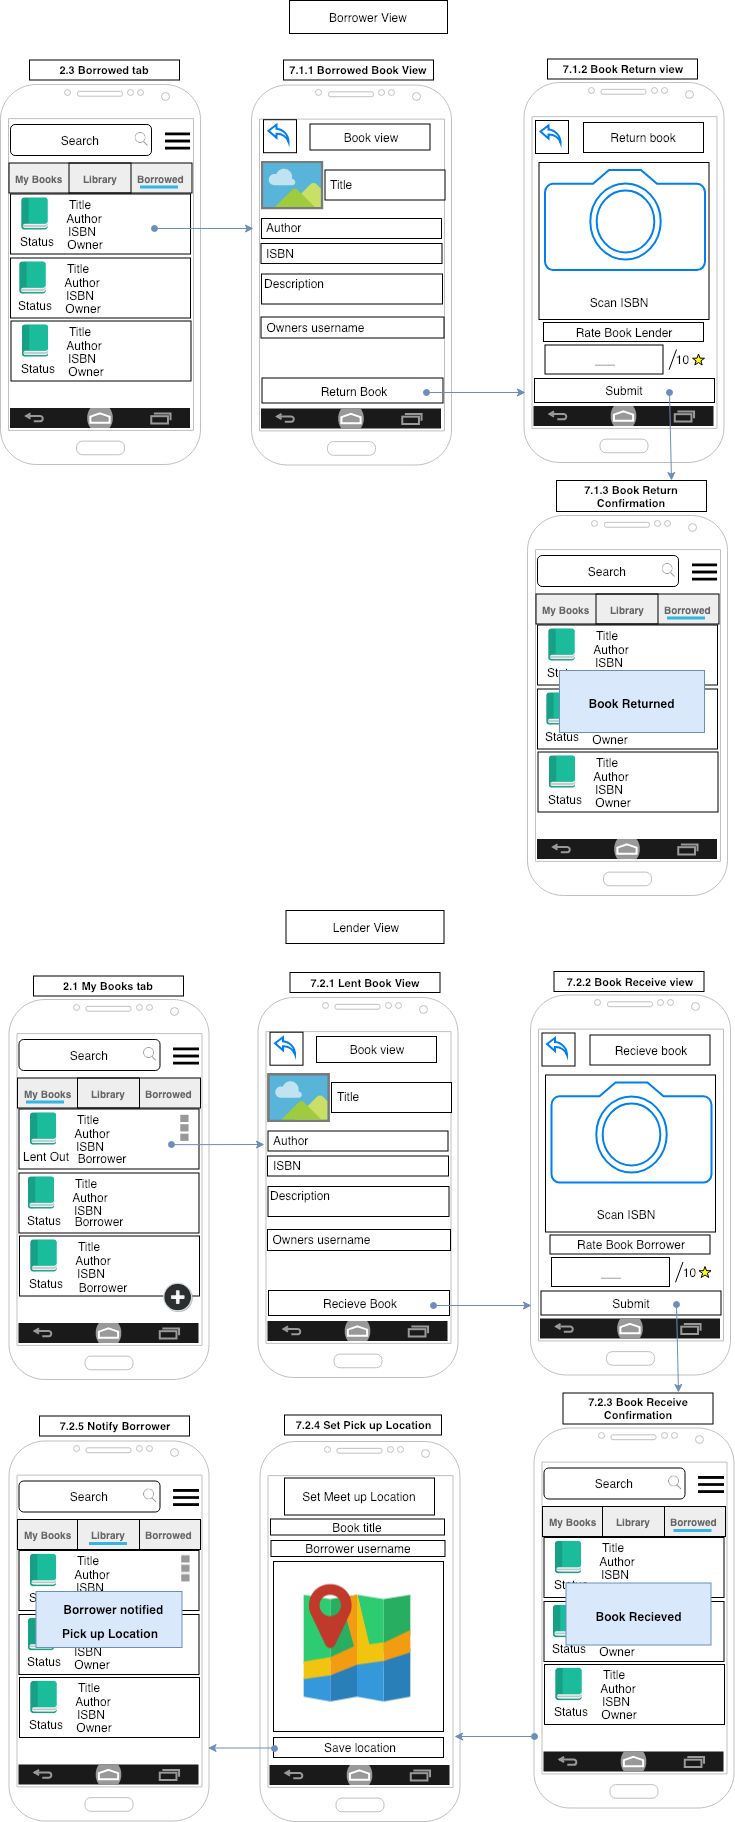 Borrower View
2.3 Borrowed tab
Search
My Books
Library
Borrowed
Title
Author
ISBN
Owner
Status
Title
Author
ISBN
Owner
Status
Title
Author
ISBN
Owner
Status
7.1.1 Borrowed Book View
Book view
Title
Author
ISBN
Description
Owners username
Return Book
7.1.2 Book Return view
Return book
Scan ISBN
Rate Book Lender
___
/10
Submit
7.1.3 Book Return
Confirmation
Search
My Books
Library
Borrowed
Title
Author
ISBN
Book Returned
Status
Owner
Title
Author
ISBN
Owner
Status
Lender View
2.1 My Books tab
Search
My Books
Library
Borrowed
Title
Author
ISBN
Borrower
Lent Out
Title
Author
ISBN
Borrower
Status
Title
Author
ISBN
Borrower
Status
7.2.1 Lent Book View
Book view
Title
Author
ISBN
Description
Owners username
Recieve Book
7.2.2 Book Receive view
Recieve book
Scan ISBN
Rate Book Borrower
___
/10
Submit
7.2.5 Notify Borrower
Search
My Books
Library
Borrowed
Title
Author
ISBN
Borrower notified
Pick up Location
ISBN
Owner
Status
Title
Author
ISBN
Owner
Status
7.2.4 Set Pick up Location
Set Meet up Location
Book title
Borrower username
Save location
7.2.3 Book Receive
Confirmation
Search
My Books
Library
Borrowed
Title
Author
ISBN
Book Recieved
Status
Owner
Title
Author
ISBN
Owner
Status